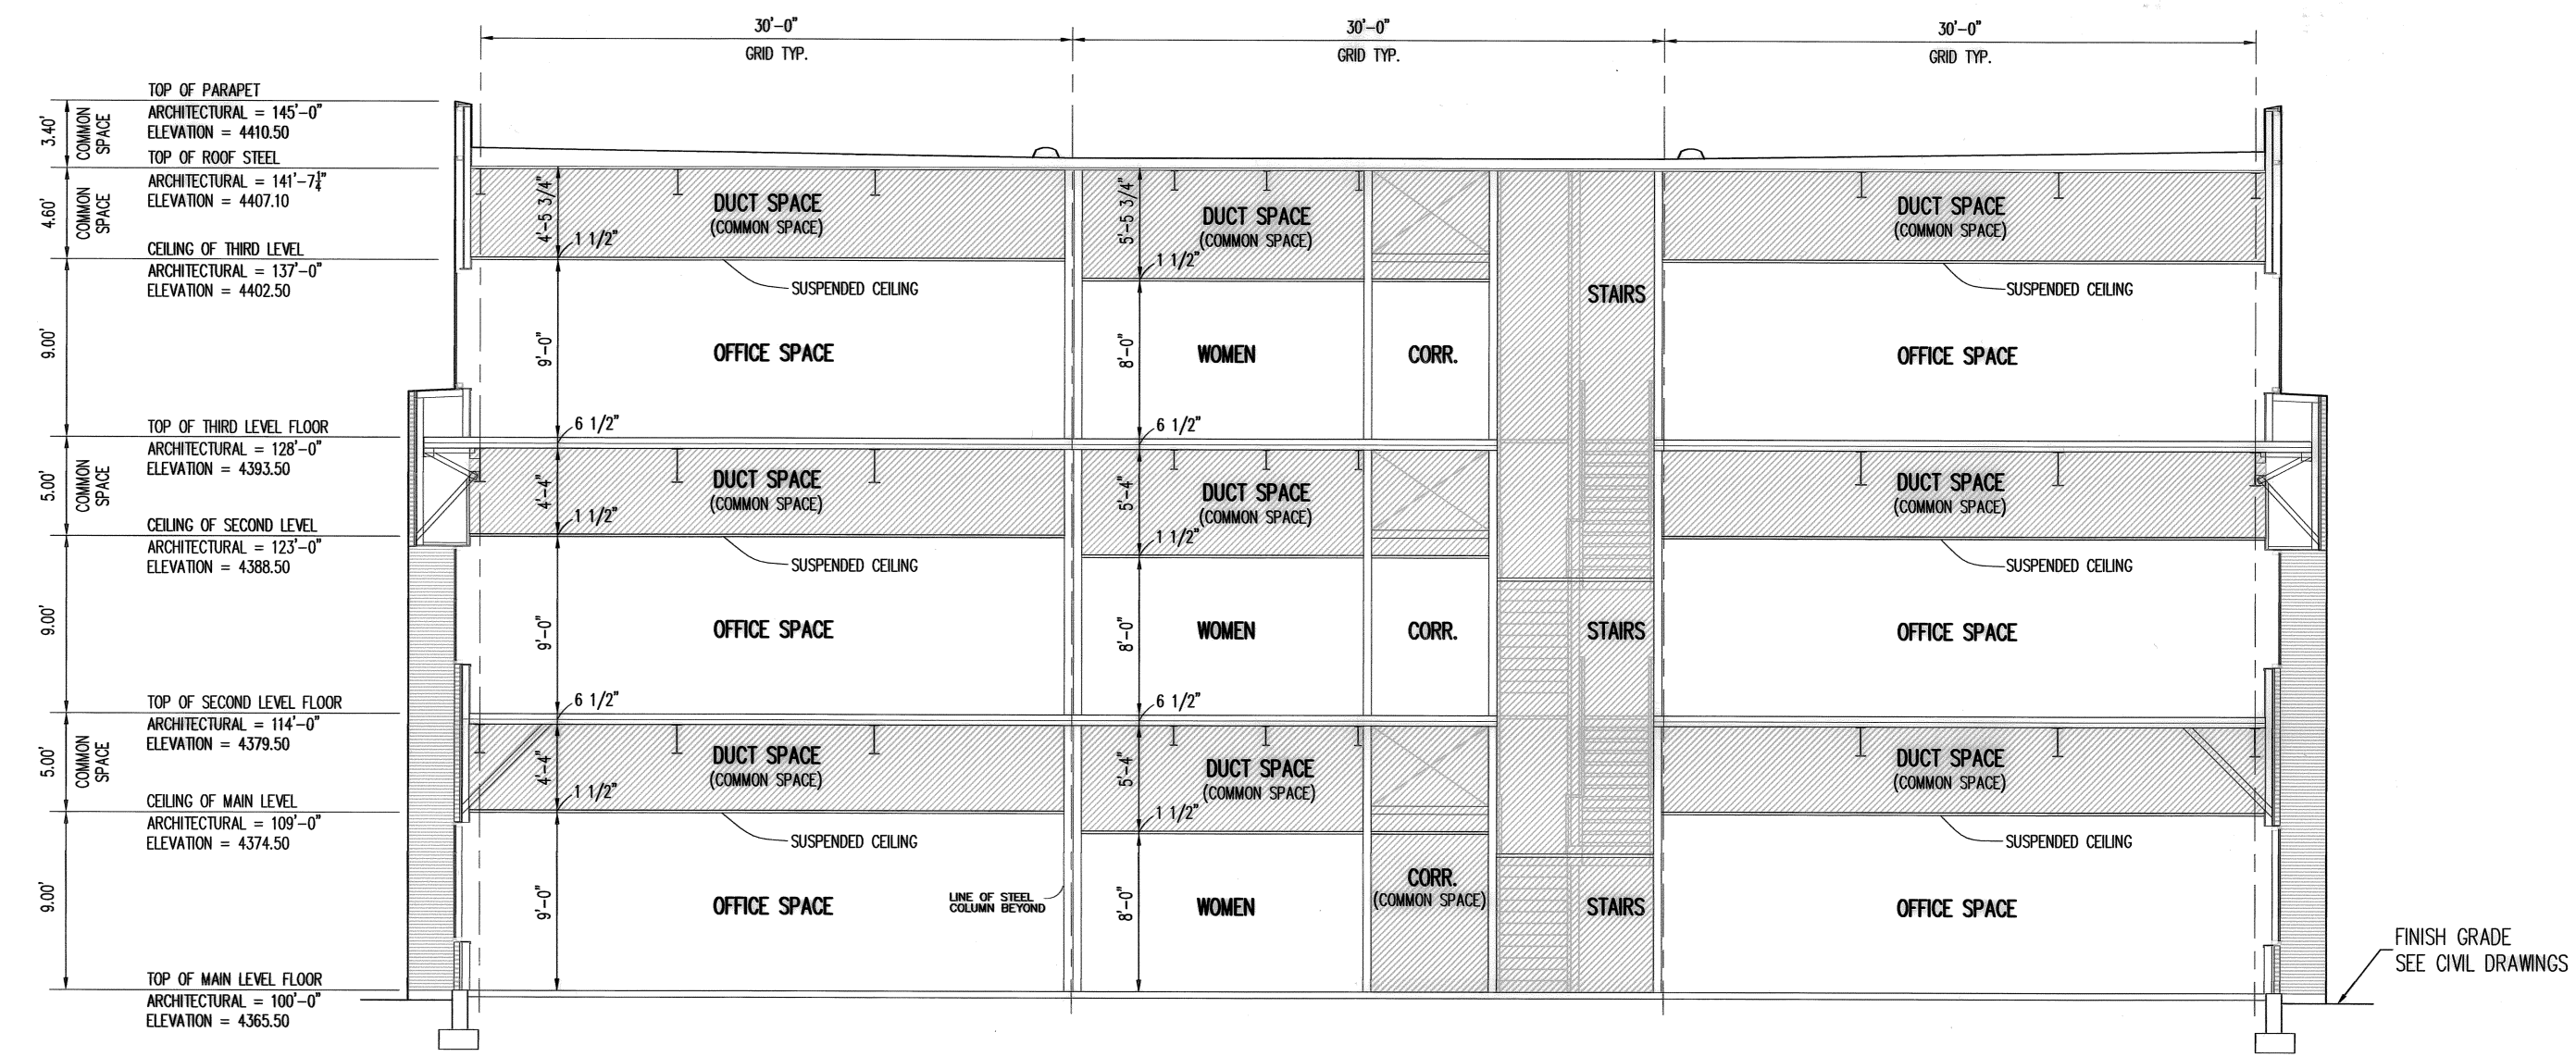 30'-0"
GRID TYP.
30'-0"
GRID TYP.
30'-0"
GRID TYP.
TOP OF PARAPET
ARCHITECTURAL = 145'-0"
ELEVATION = 4410.50
3.40'
COMMON
SPACE
TOP OF ROOF STEEL
ARCHITECTURAL = 141'-7¼"
ELEVATION = 4407.10
4.60'
COMMON
SPACE
CEILING OF THIRD LEVEL
ARCHITECTURAL = 137'-0"
ELEVATION = 4402.50
9.00'
TOP OF THIRD LEVEL FLOOR
ARCHITECTURAL = 128'-0"
ELEVATION = 4393.50
5.00'
COMMON
SPACE
CEILING OF SECOND LEVEL
ARCHITECTURAL = 123'-0"
ELEVATION = 4388.50
9.00'
TOP OF SECOND LEVEL FLOOR
ARCHITECTURAL = 114'-0"
ELEVATION = 4379.50
5.00'
COMMON
SPACE
CEILING OF MAIN LEVEL
ARCHITECTURAL = 109'-0"
ELEVATION = 4374.50
9.00'
TOP OF MAIN LEVEL FLOOR
ARCHITECTURAL = 100'-0"
ELEVATION = 4365.50
4'-5 3/4"
DUCT SPACE
(COMMON SPACE)
1 1/2"
SUSPENDED CEILING
5'-5 3/4"
DUCT SPACE
(COMMON SPACE)
1 1/2"
DUCT SPACE
(COMMON SPACE)
SUSPENDED CEILING
STAIRS
9'-0"
OFFICE SPACE
8'-0"
WOMEN
CORR.
OFFICE SPACE
6 1/2"
6 1/2"
4'-4"
DUCT SPACE
(COMMON SPACE)
1 1/2"
SUSPENDED CEILING
5'-4"
DUCT SPACE
(COMMON SPACE)
1 1/2"
DUCT SPACE
(COMMON SPACE)
SUSPENDED CEILING
9'-0"
OFFICE SPACE
8'-0"
WOMEN
CORR.
STAIRS
OFFICE SPACE
6 1/2"
6 1/2"
4'-4"
DUCT SPACE
(COMMON SPACE)
1 1/2"
SUSPENDED CEILING
5'-4"
DUCT SPACE
(COMMON SPACE)
1 1/2"
DUCT SPACE
(COMMON SPACE)
SUSPENDED CEILING
9'-0"
OFFICE SPACE
LINE OF STEEL
COLUMN BEYOND
8'-0"
WOMEN
CORR.
(COMMON SPACE)
STAIRS
OFFICE SPACE
FINISH GRADE
SEE CIVIL DRAWINGS